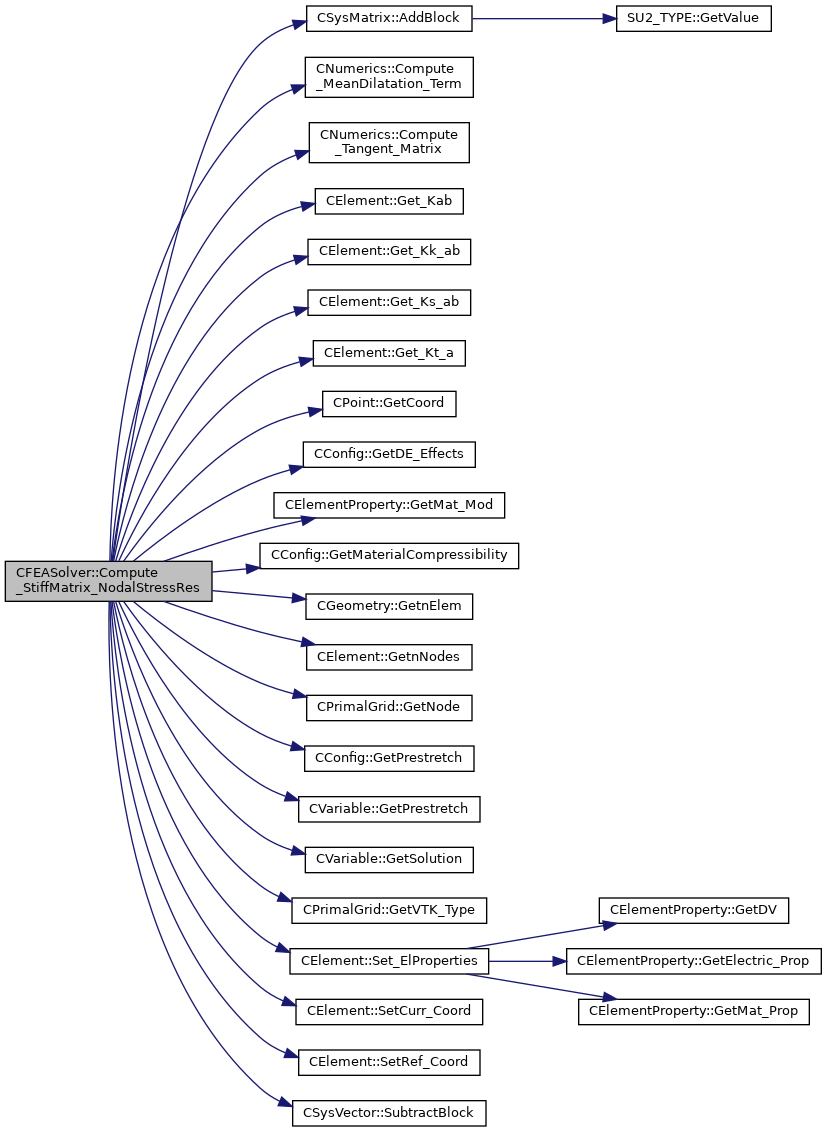 CSysMatrix::AddBlock
SU2_TYPE::GetValue
CNumerics::Compute
_MeanDilatation_Term
CNumerics::Compute
_Tangent_Matrix
CElement::Get_Kab
CElement::Get_Kk_ab
CElement::Get_Ks_ab
CElement::Get_Kt_a
CPoint::GetCoord
CConfig::GetDE_Effects
CElementProperty::GetMat_Mod
CConfig::GetMaterialCompressibility
CFEASolver::Compute
_StiffMatrix_NodalStressRes
CGeometry::GetnElem
CElement::GetnNodes
CPrimalGrid::GetNode
CConfig::GetPrestretch
CVariable::GetPrestretch
CVariable::GetSolution
CPrimalGrid::GetVTK_Type
CElementProperty::GetDV
CElement::Set_ElProperties
CElementProperty::GetElectric_Prop
CElementProperty::GetMat_Prop
CElement::SetCurr_Coord
CElement::SetRef_Coord
CSysVector::SubtractBlock